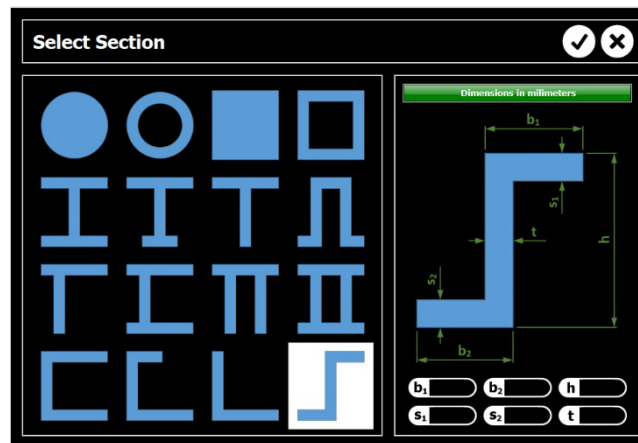 Select Section
Dimensions in milimeters
b₁
s₁
t
h
s₂
b₂
b₁ b₂ h
s₁ s₂ t